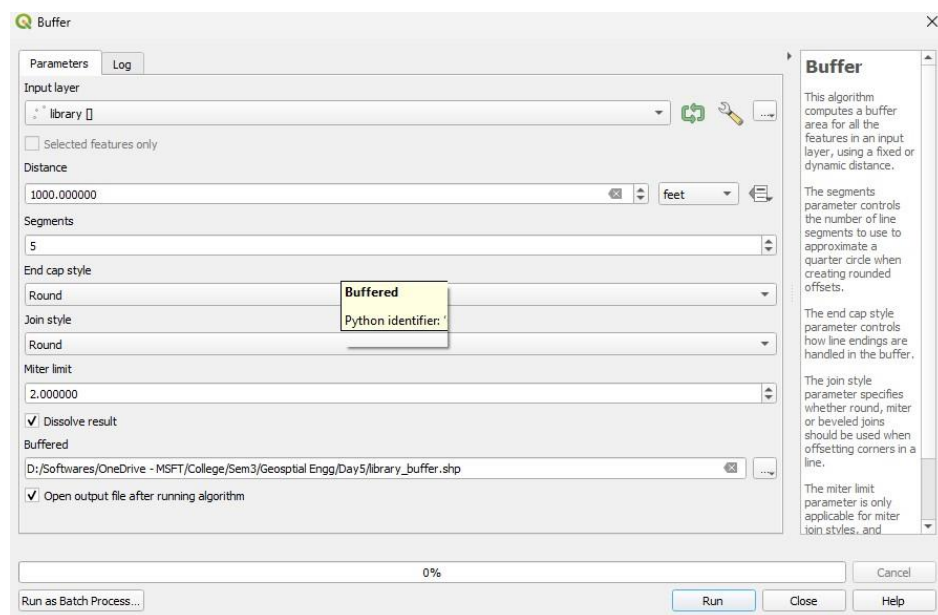 Buffer
Parameters
Log
Input layer
library []
Selected features only
Distance
1000.000000
feet
Segments
5
End cap style
Round
Join style
Round
Miter limit
2.000000
Dissolve result
Buffered
D:/Softwares/OneDrive - MSFT/College/Sem3/Geosptial Engg/Day5/library_buffer.shp
Open output file after running algorithm
Buffered
Python identifier: '
Buffer
This algorithm
computes a buffer
area for all the
features in an input
layer, using a fixed or
dynamic distance.
The segments
parameter controls
the number of line
segments to use to
approximate a
quarter circle when
creating rounded
offsets.
The end cap style
parameter controls
how line endings are
handled in the buffer.
The join style
parameter specifies
whether round, miter
or beveled joins
should be used when
offsetting corners in a
line.
The miter limit
parameter is only
applicable for miter
join styles, and
0%
Cancel
Run as Batch Process...
Run
Close
Help